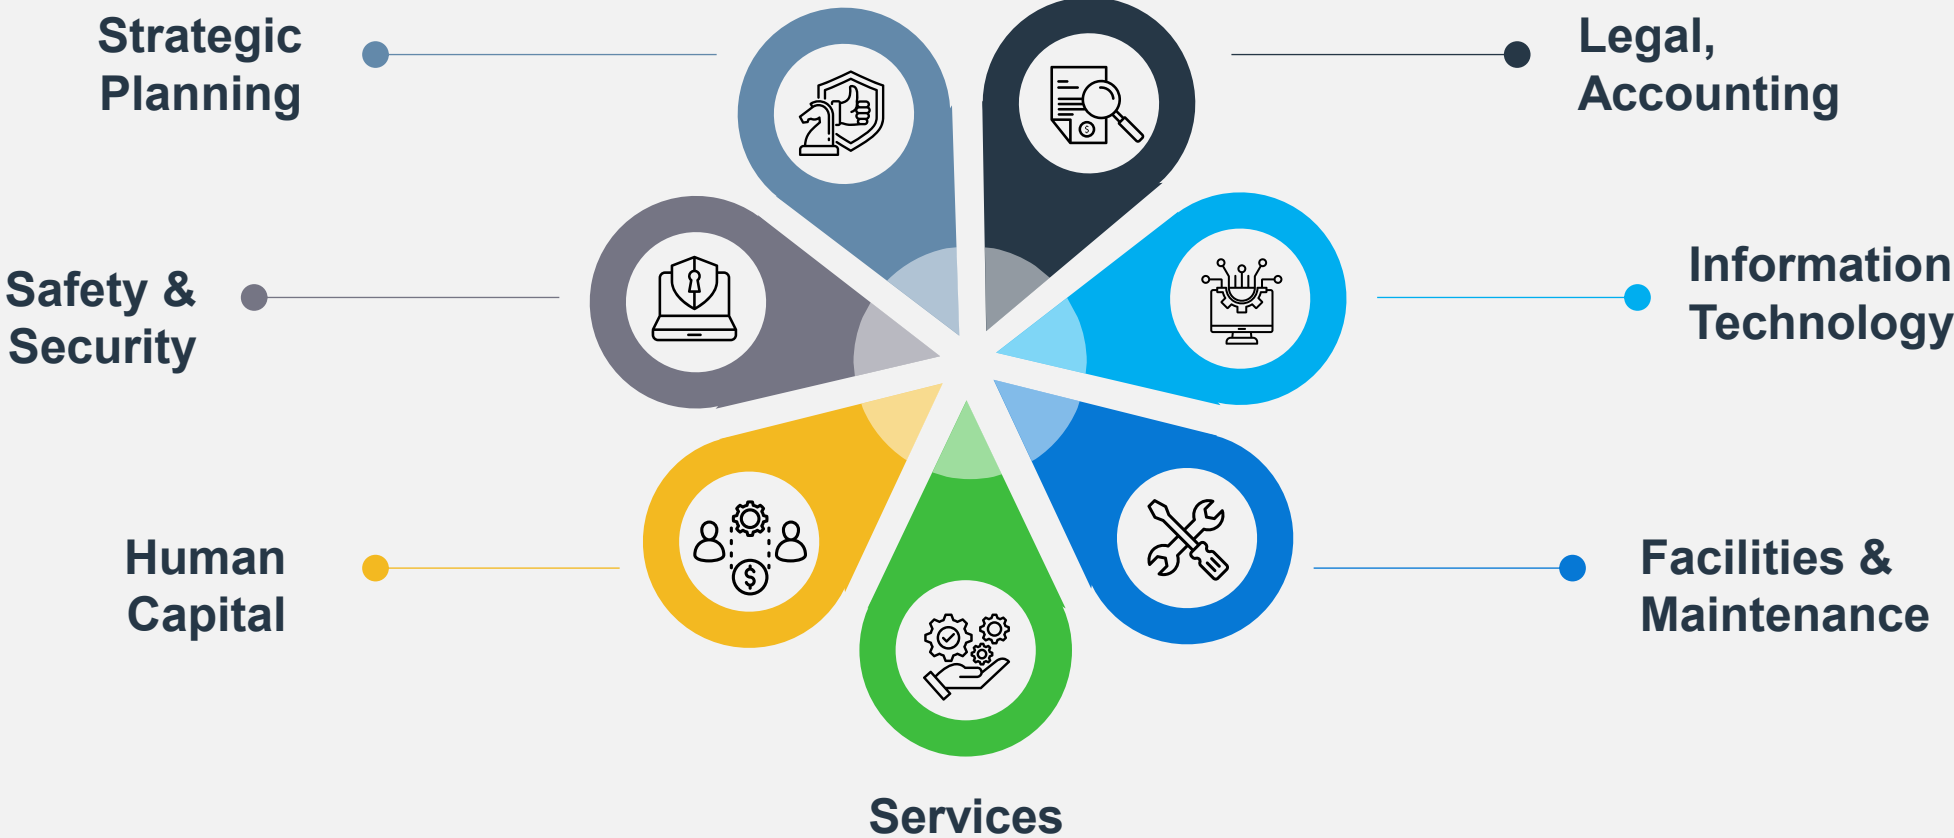 Strategic
Planning
Legal,
Accounting
Safety &
Security
Information
Technology
Human
Capital
Facilities &
Maintenance
Services